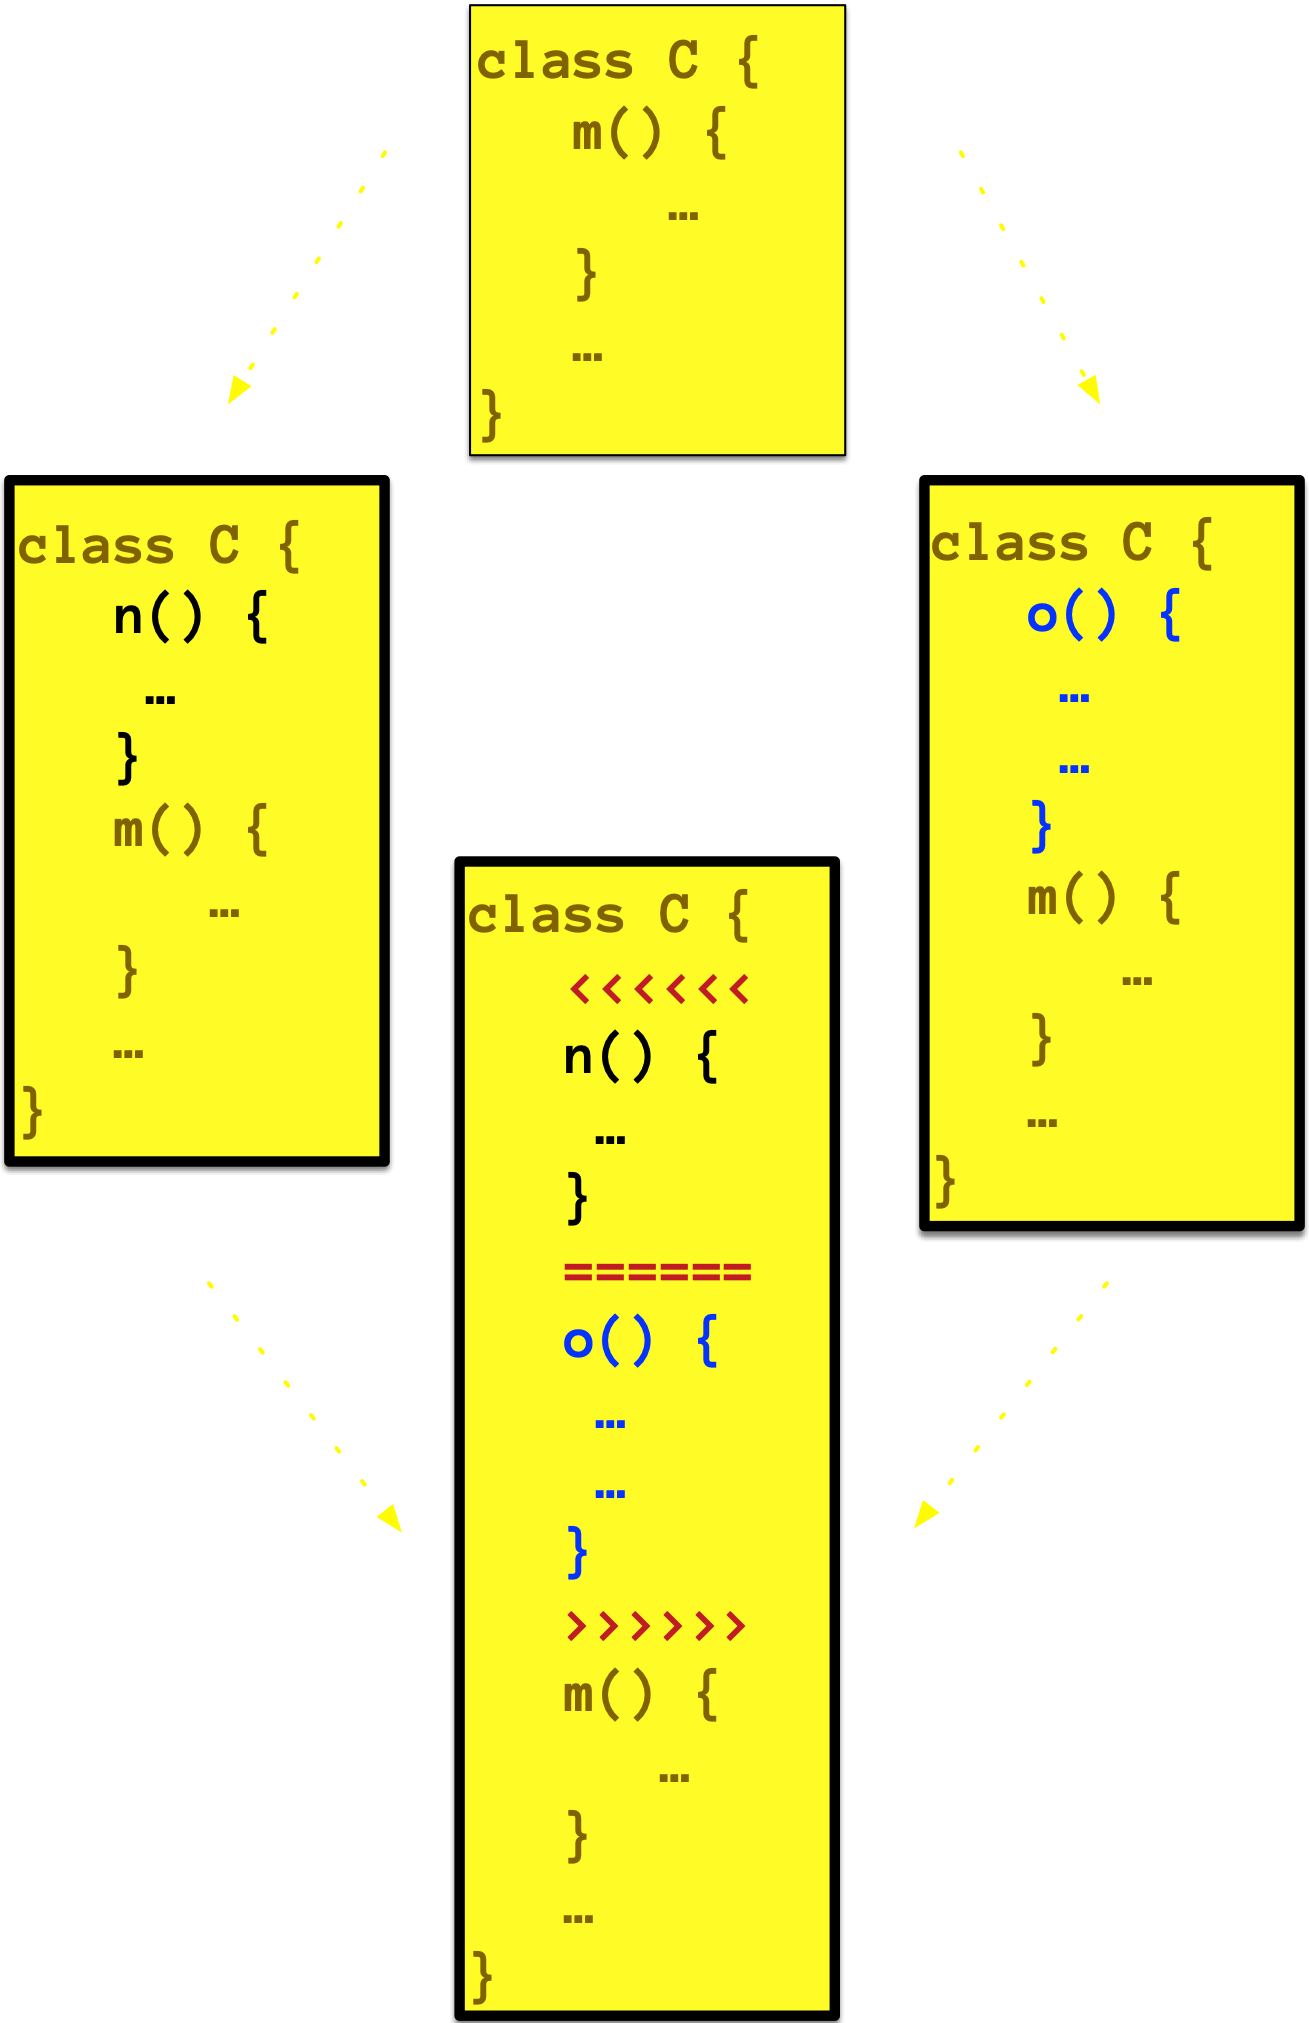 class C {
    m() {
        …
    }
    …
}
class C {
    n() {
     …
    }
    m() {
        …
    }
    …
}
class C {
    o() {
     …
     …
    }
    m() {
        …
    }
    …
}
class C {
    <<<<<<
    n() {
     …
    }
    ======
    o() {
     …
     …
    }
    >>>>>>
    m() {
        …
    }
    …
}